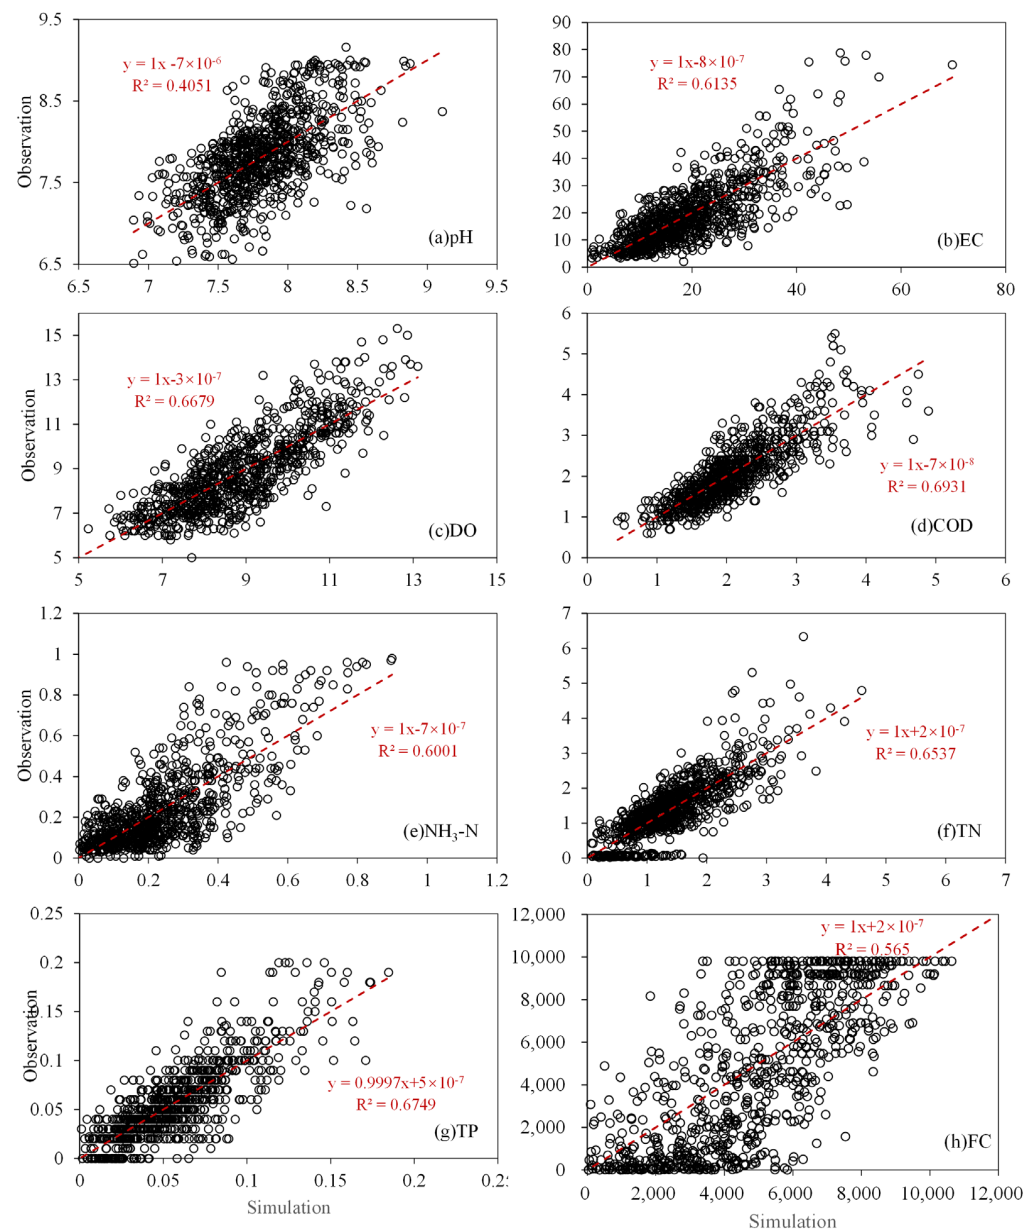 9.5
8.5
7.5
6.5
Observation
y = 1x -7×10⁻⁶
R² = 0.4051
(a)pH
6.5 7 7.5 8 8.5 9 9.5
90
80
70
60
50
40
30
20
10
0
y = 1x-8×10⁻⁷
R² = 0.6135
(b)EC
0 20 40 60 80
15
13
11
9
7
5
Observation
y = 1x-3×10⁻⁷
R² = 0.6679
(c)DO
5 7 9 11 13 15
6
5
4
3
2
1
0
y = 1x-7×10⁻⁸
R² = 0.6931
(d)COD
0 1 2 3 4 5 6
1.2
1
0.8
0.6
0.4
0.2
0
Observation
y = 1x-7×10⁻⁷
R² = 0.6001
(e)NH₃-N
0 0.2 0.4 0.6 0.8 1 1.2
7
6
5
4
3
2
1
0
y = 1x+2×10⁻⁷
R² = 0.6537
(f)TN
0 1 2 3 4 5 6 7
0.25
0.2
0.15
0.1
0.05
0
Observation
y = 0.9997x+5×10⁻⁷
R² = 0.6749
(g)TP
0 0.05 0.1 0.15 0.2
Simulation
12,000
10,000
8,000
6,000
4,000
2,000
0
y = 1x+2×10⁻⁷
R² = 0.565
(h)FC
0 2,000 4,000 6,000 8,000 10,000 12,000
Simulation